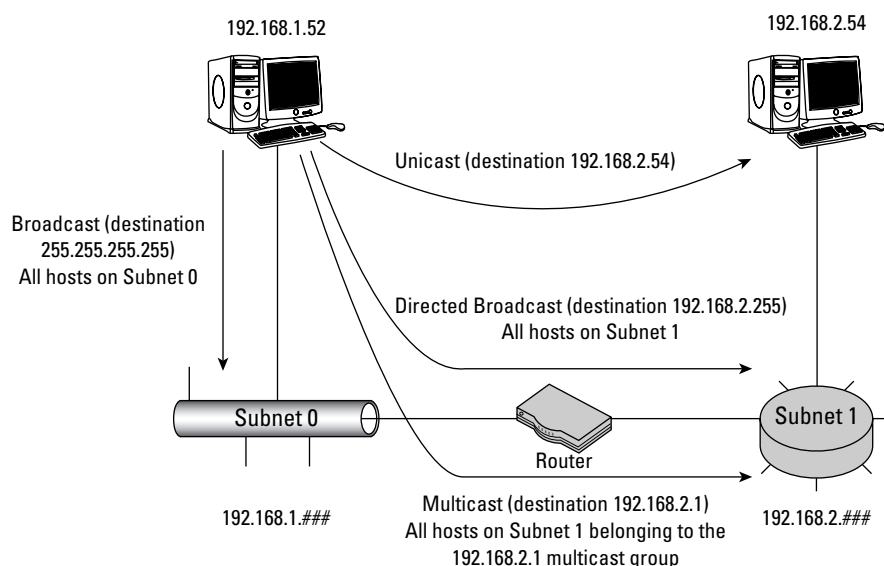 192.168.1.52
192.168.2.54
Unicast (destination 192.168.2.54)
Broadcast (destination
255.255.255.255)
All hosts on Subnet 0
Directed Broadcast (destination 192.168.2.255)
All hosts on Subnet 1
Subnet 0
Router
Subnet 1
192.168.1.###
Multicast (destination 192.168.2.1)
All hosts on Subnet 1 belonging to the
192.168.2.1 multicast group
192.168.2.###